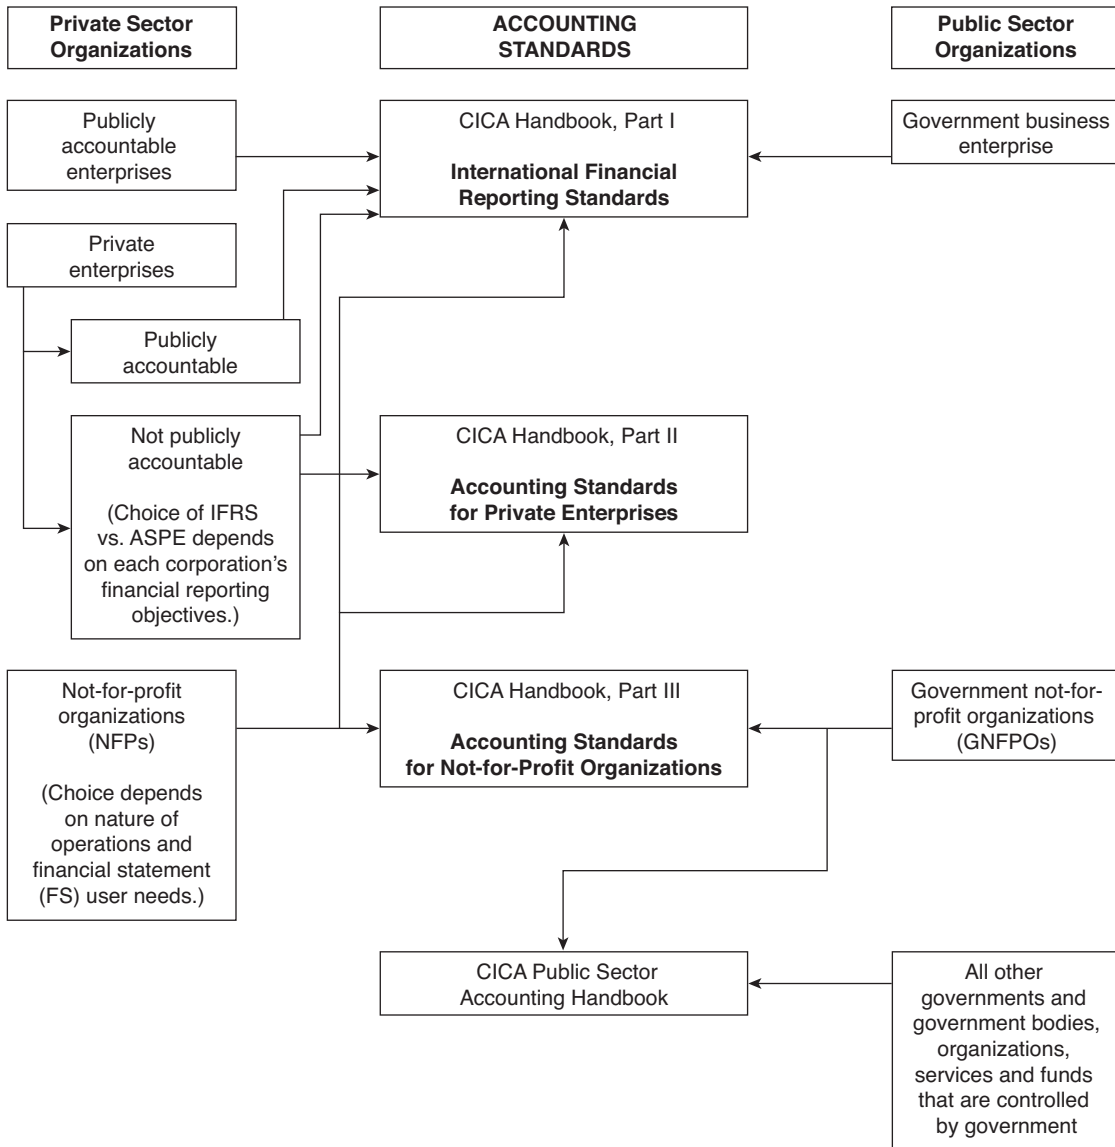 Private Sector
Organizations
ACCOUNTING
STANDARDS
Public Sector
Organizations
Publicly
accountable
enterprises
CICA Handbook, Part I
International Financial
Reporting Standards
Government business
enterprise
Private
enterprises
Publicly
accountable
Not publicly
accountable
(Choice of IFRS
vs. ASPE depends
on each corporation’s
financial reporting
objectives.)
CICA Handbook, Part II
Accounting Standards
for Private Enterprises
Not-for-profit
organizations
(NFPs)
(Choice depends
on nature of
operations and
financial statement
(FS) user needs.)
CICA Handbook, Part III
Accounting Standards
for Not-for-Profit Organizations
Government not-for-
profit organizations
(GNFPOs)
CICA Public Sector
Accounting Handbook
All other
governments and
government bodies,
organizations,
services and funds
that are controlled
by government